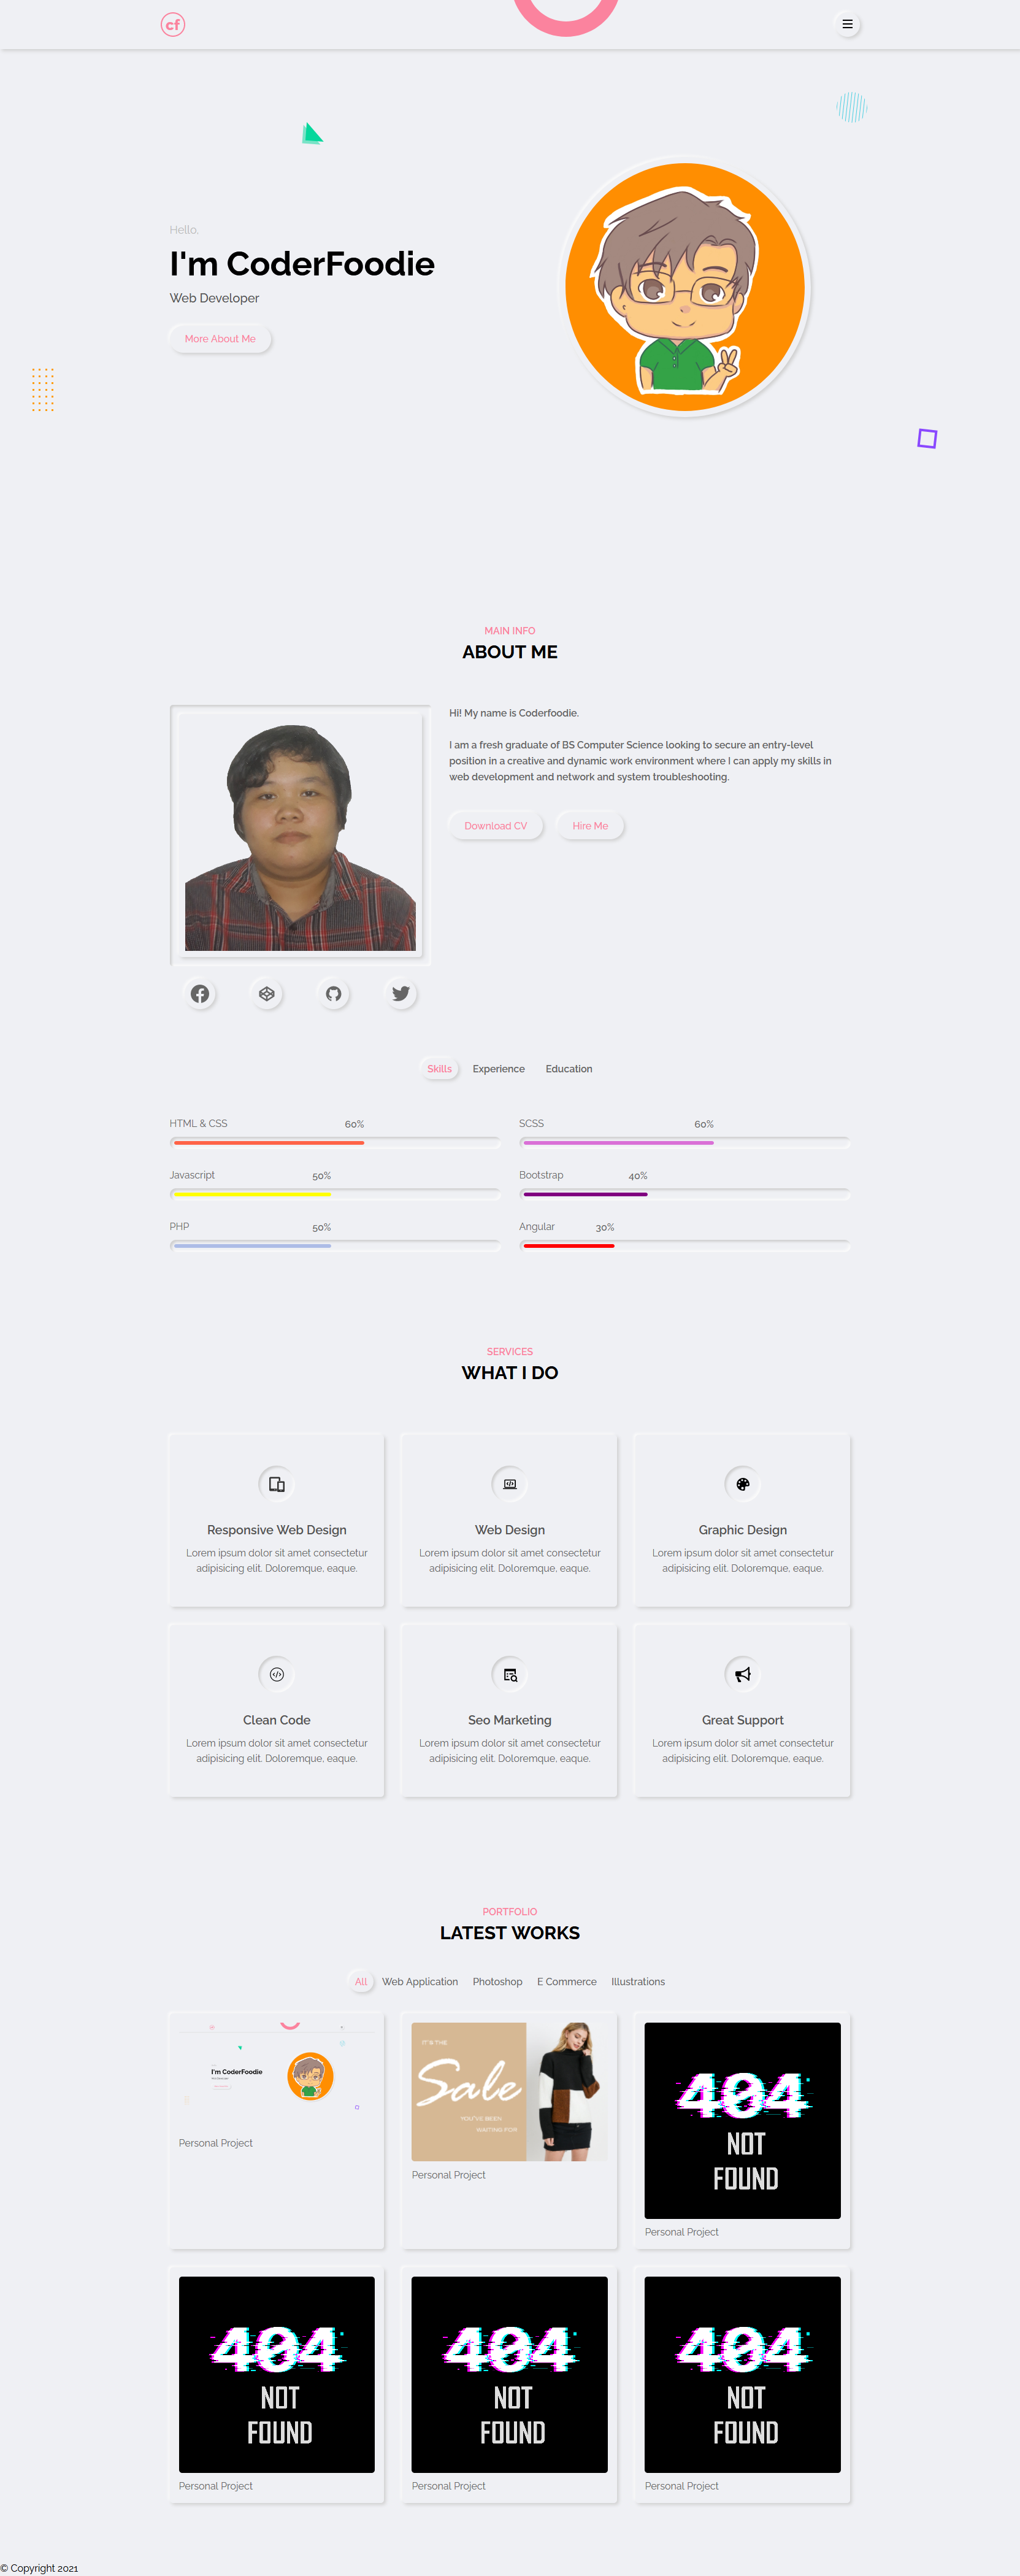 cf
Hello.
I'm CoderFoodie
Web Developer
More About Me
MAIN INFO
ABOUT ME
Hi! My name is Coderfoodie.
I am a fresh graduate of BS Computer Science looking to secure an entry-level
position in a creative and dynamic work environment where I can apply my skills in
web development and network and system troubleshooting.
Download CV
Hire Me
Skills
Experience
Education
HTML & CSS
60%
SCSS
60%
Javascript
50%
Bootstrap
40%
PHP
50%
Angular
30%
SERVICES
WHAT I DO
Responsive Web Design
Lorem ipsum dolor sit amet consectetur
adipisicing elit. Doloremque, eaque.
Web Design
Lorem ipsum dolor sit amet consectetur
adipisicing elit. Doloremque, eaque.
Graphic Design
Lorem ipsum dolor sit amet consectetur
adipisicing elit. Doloremque, eaque.
Clean Code
Lorem ipsum dolor sit amet consectetur
adipisicing elit. Doloremque, eaque.
Seo Marketing
Lorem ipsum dolor sit amet consectetur
adipisicing elit. Doloremque, eaque.
Great Support
Lorem ipsum dolor sit amet consectetur
adipisicing elit. Doloremque, eaque.
PORTFOLIO
LATEST WORKS
All
Web Application
Photoshop
E Commerce
Illustrations
I'm CoderFoodie
Personal Project
IT'S THE
Sale
YOU'VE BEEN
WAITING FOR
Personal Project
404
NOT
FOUND
Personal Project
404
NOT
FOUND
Personal Project
404
NOT
FOUND
Personal Project
404
NOT
FOUND
Personal Project
© Copyright 2021